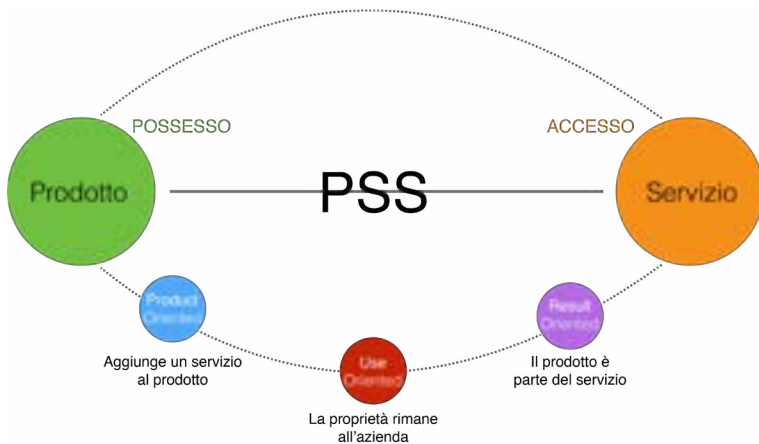 POSSESSO
ACCESSO
Prodotto
PSS
Servizio
Product
Oriented
Result
Oriented
Aggiunge un servizio
al prodotto
Use
Oriented
Il prodotto è
parte del servizio
La proprietà rimane
all'azienda